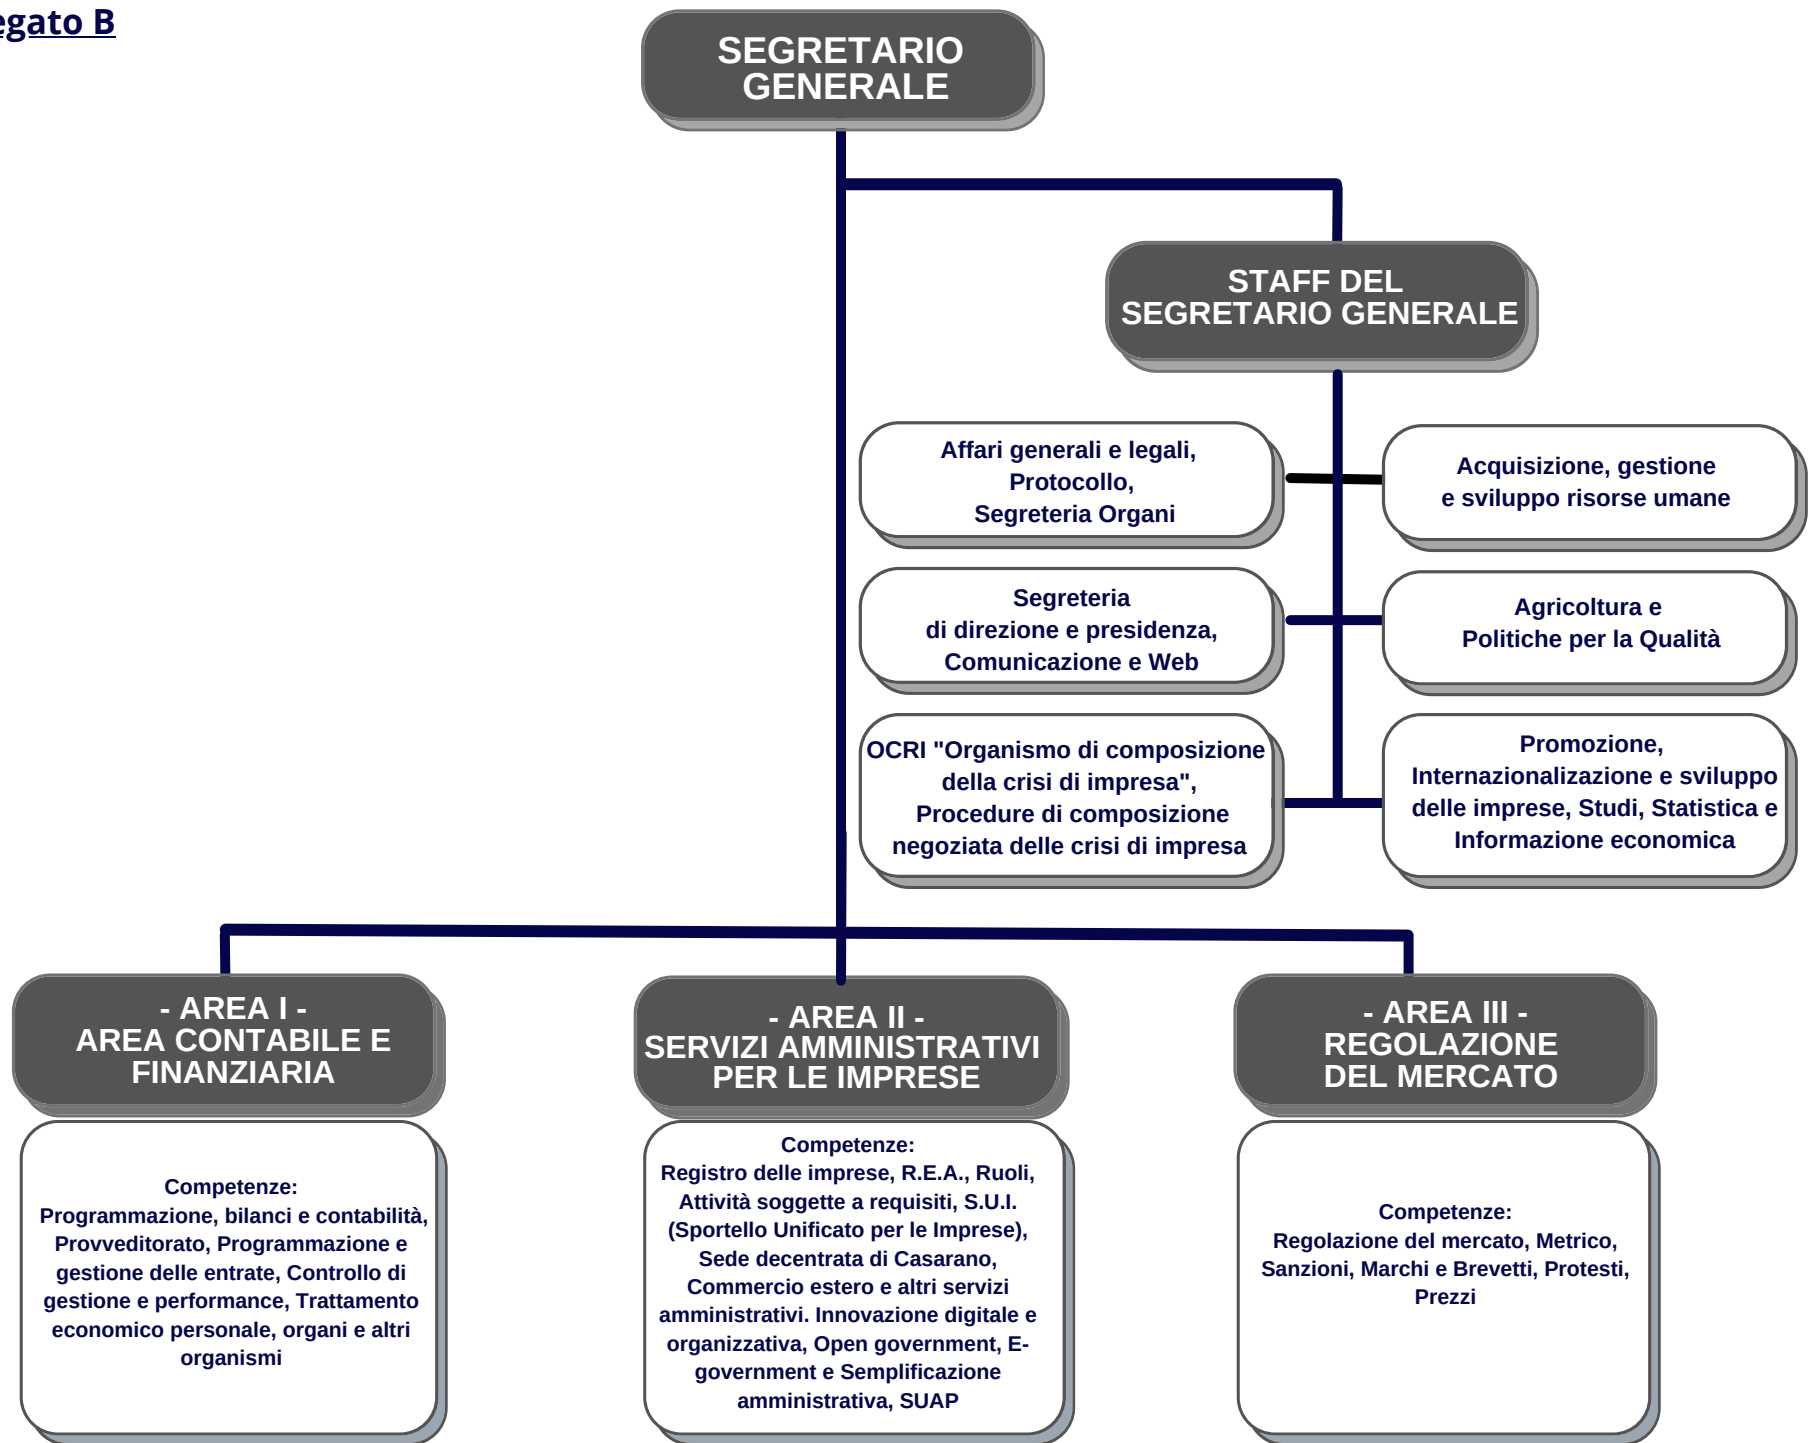 egato B
SEGRETARIO
GENERALE
STAFF DEL
SEGRETARIO GENERALE
Affari generali e legali,
Protocollo,
Segreteria Organi
Acquisizione, gestione
e sviluppo risorse umane
Segreteria
di direzione e presidenza,
Comunicazione e Web
Agricoltura e
Politiche per la Qualità
OCRI "Organismo di composizione
della crisi di impresa",
Procedure di composizione
negoziata delle crisi di impresa
Promozione,
Internazionalizazione e sviluppo
delle imprese, Studi, Statistica e
Informazione economica
- AREA I -
AREA CONTABILE E
FINANZIARIA
Competenze:
Programmazione, bilanci e contabilità,
Provveditorato, Programmazione e
gestione delle entrate, Controllo di
gestione e performance, Trattamento
economico personale, organi e altri
organismi
- AREA II -
SERVIZI AMMINISTRATIVI
PER LE IMPRESE
Competenze:
Registro delle imprese, R.E.A., Ruoli,
Attività soggette a requisiti, S.U.I.
(Sportello Unificato per le Imprese),
Sede decentrata di Casarano,
Commercio estero e altri servizi
amministrativi. Innovazione digitale e
organizzativa, Open government, E-
government e Semplificazione
amministrativa, SUAP
- AREA III -
REGOLAZIONE
DEL MERCATO
Competenze:
Regolazione del mercato, Metrico,
Sanzioni, Marchi e Brevetti, Protesti,
Prezzi